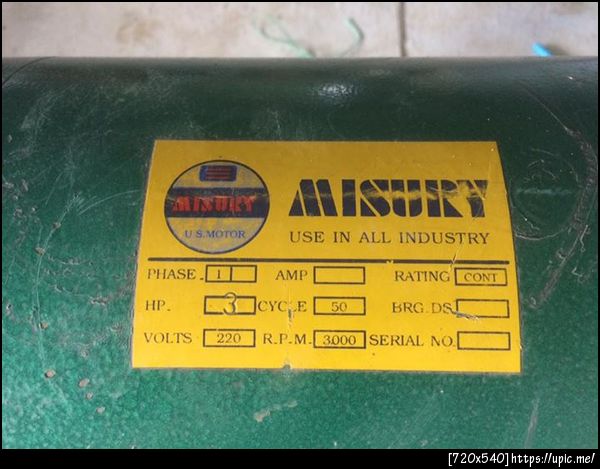 MISURY
U.S.MOTOR
MISURY
USE IN ALL INDUSTRY
PHASE 1 AMP RATING CONT
HP. 3 CYCLE 50 BRG.DS.
VOLTS 220 R.P.M. 3000 SERIAL NO.
[720x540]https://upic.me/